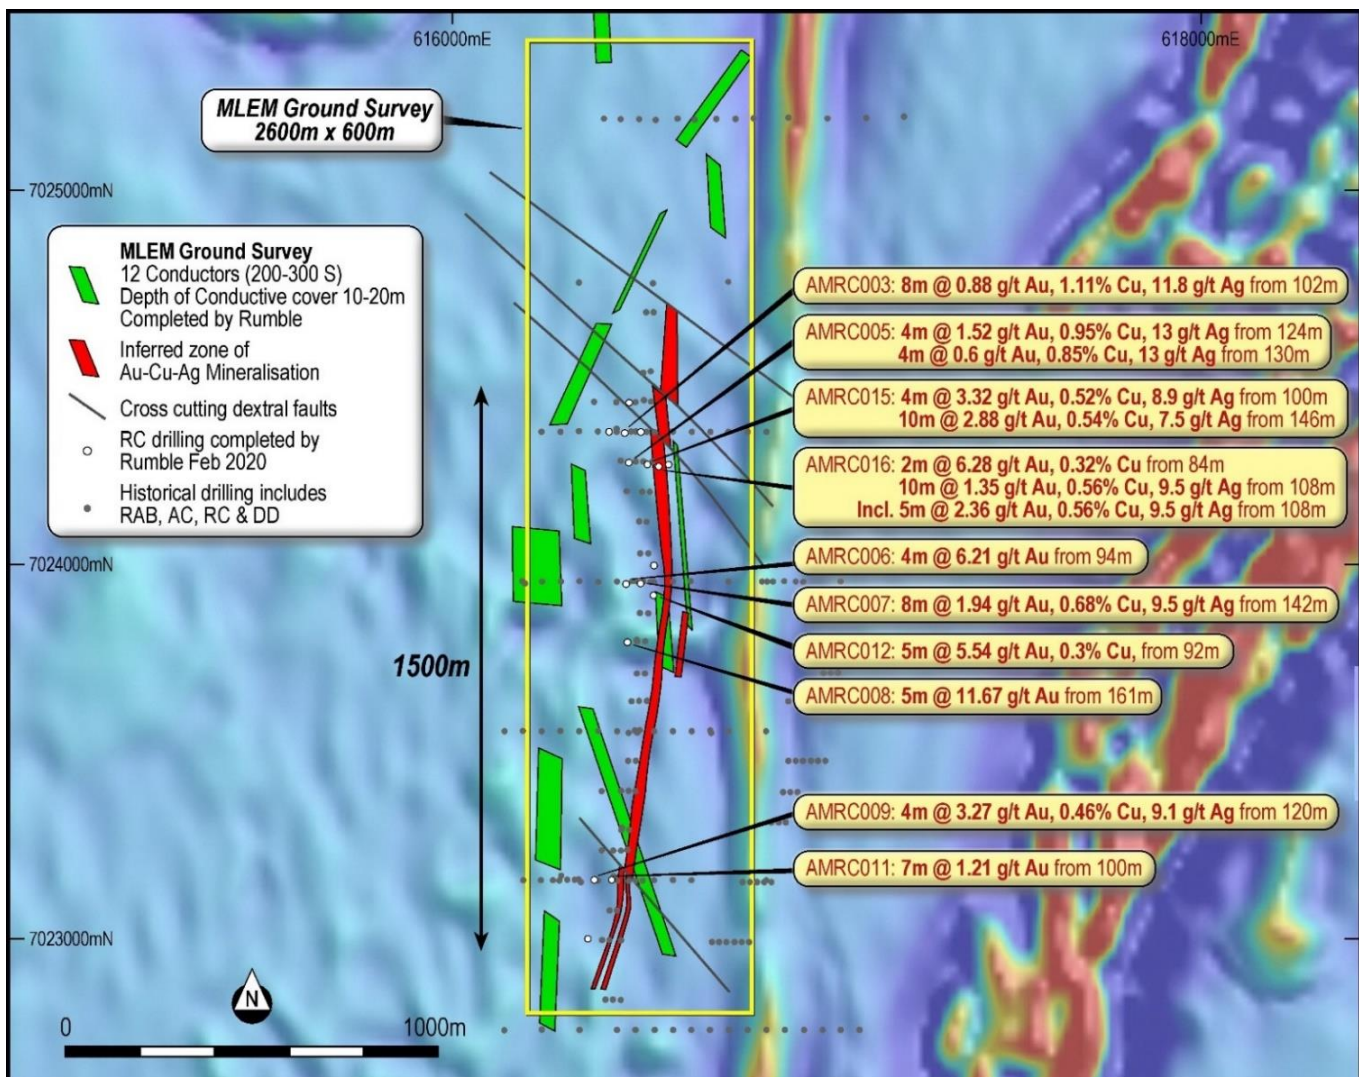 616000mE
618000mE
MLEM Ground Survey
2600m x 600m
7025000mN
MLEM Ground Survey
12 Conductors (200-300 S)
Depth of Conductive cover 10-20m
Completed by Rumble
Inferred zone of
Au-Cu-Ag Mineralisation
Cross cutting dextral faults
RC drilling completed by
Rumble Feb 2020
Historical drilling includes
RAB, AC, RC & DD
AMRC003: 8m @ 0.88 g/t Au, 1.11% Cu, 11.8 g/t Ag from 102m
AMRC005: 4m @ 1.52 g/t Au, 0.95% Cu, 13 g/t Ag from 124m
4m @ 0.6 g/t Au, 0.85% Cu, 13 g/t Ag from 130m
AMRC015: 4m @ 3.32 g/t Au, 0.52% Cu, 8.9 g/t Ag from 100m
10m @ 2.88 g/t Au, 0.54% Cu, 7.5 g/t Ag from 146m
AMRC016: 2m @ 6.28 g/t Au, 0.32% Cu from 84m
10m @ 1.35 g/t Au, 0.56% Cu, 9.5 g/t Ag from 108m
Incl. 5m @ 2.36 g/t Au, 0.56% Cu, 9.5 g/t Ag from 108m
7024000mN
AMRC006: 4m @ 6.21 g/t Au from 94m
AMRC007: 8m @ 1.94 g/t Au, 0.68% Cu, 9.5 g/t Ag from 142m
AMRC012: 5m @ 5.54 g/t Au, 0.3% Cu, from 92m
1500m
AMRC008: 5m @ 11.67 g/t Au from 161m
AMRC009: 4m @ 3.27 g/t Au, 0.46% Cu, 9.1 g/t Ag from 120m
AMRC011: 7m @ 1.21 g/t Au from 100m
7023000mN
N
0
1000m